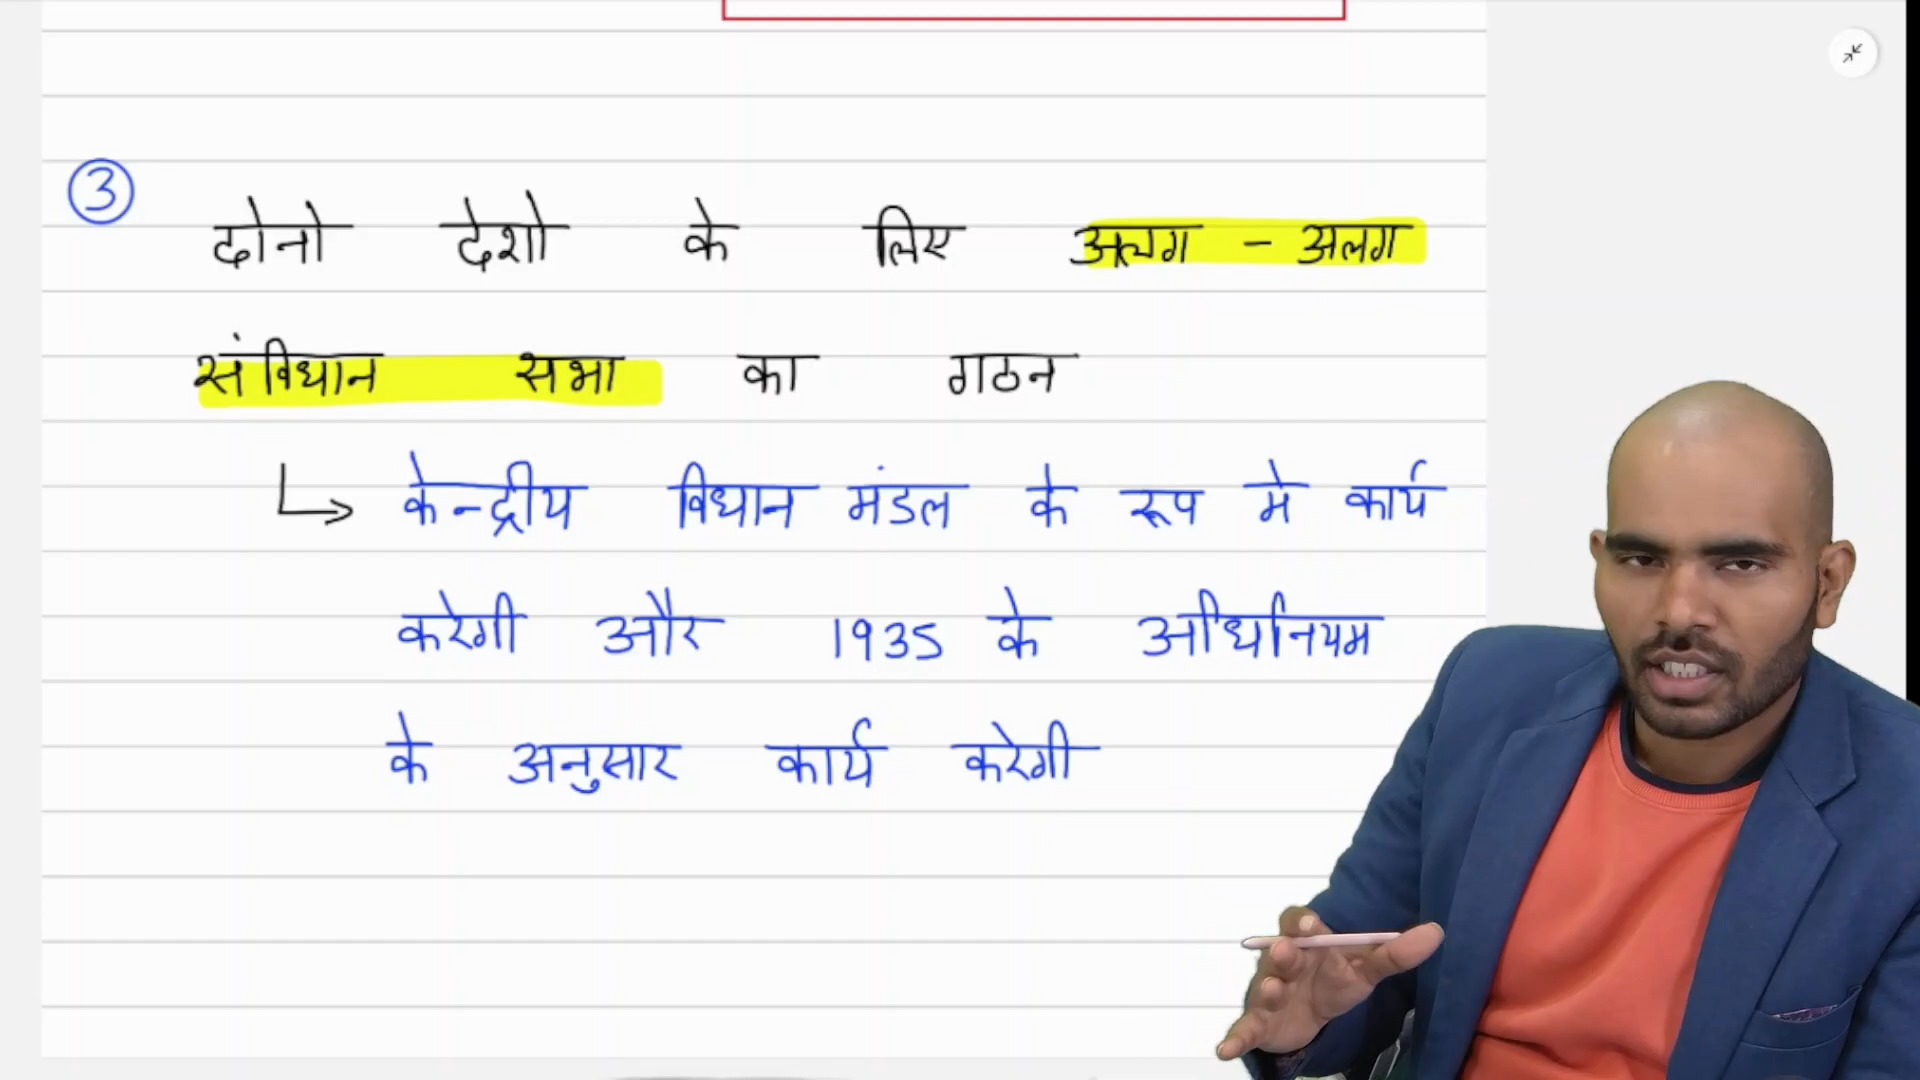 ③ दोनो देशो के लिए अलग - अलग
संविधान सभा का गठन
केन्द्रीय विधान मंडल के रूप मे कार्य
करेगी और 1935 के अधिनियम
के अनुसार कार्य करेगी